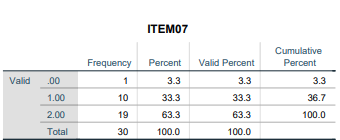 ITEM07
Frequency Percent Valid Percent Cumulative Percent
Valid .00 1 3.3 3.3 3.3
1.00 10 33.3 33.3 36.7
2.00 19 63.3 63.3 100.0
Total 30 100.0 100.0